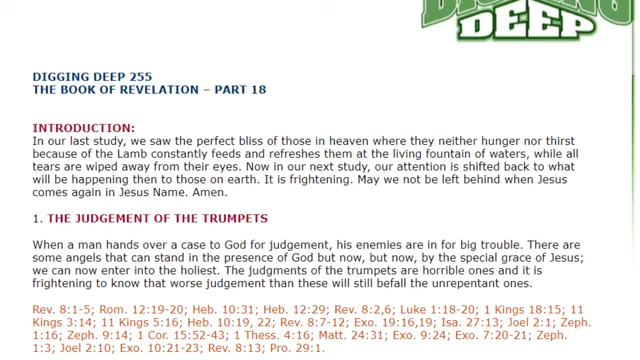 DEEP
DIGGING DEEP 255
THE BOOK OF REVELATION – PART 18
INTRODUCTION:
In our last study, we saw the perfect bliss of those in heaven where they neither hunger nor thirst
because of the Lamb constantly feeds and refreshes them at the living fountain of waters, while all
tears are wiped away from their eyes. Now in our next study, our attention is shifted back to what
will be happening then to those on earth. It is frightening. May we not be left behind when Jesus
comes again in Jesus Name. Amen.
1. THE JUDGEMENT OF THE TRUMPETS
When a man hands over a case to God for judgement, his enemies are in for big trouble. There are
some angels that can stand in the presence of God but now, but now, by the special grace of Jesus;
we can now enter into the holiest. The judgments of the trumpets are horrible ones and it is
frightening to know that worse judgement than these will still befall the unrepentant ones.
Rev. 8:1-5; Rom. 12:19-20; Heb. 10:31; Heb. 12:29; Rev. 8:2,6; Luke 1:18-20; 1 Kings 18:15; 11
Kings 3:14; 11 Kings 5:16; Heb. 10:19, 22; Rev. 8:7-12; Exo. 19:16,19; Isa. 27:13; Joel 2:1; Zeph.
1:16; Zeph. 9:14; 1 Cor. 15:52-43; 1 Thess. 4:16; Matt. 24:31; Exo. 9:24; Exo. 7:20-21; Zeph.
1:3; Joel 2:10; Exo. 10:21-23; Rev. 8:13; Pro. 29:1.